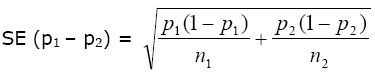 SE (p₁ – p₂) = √(p₁(1 − p₁)/n₁ + p₂(1 − p₂)/n₂)